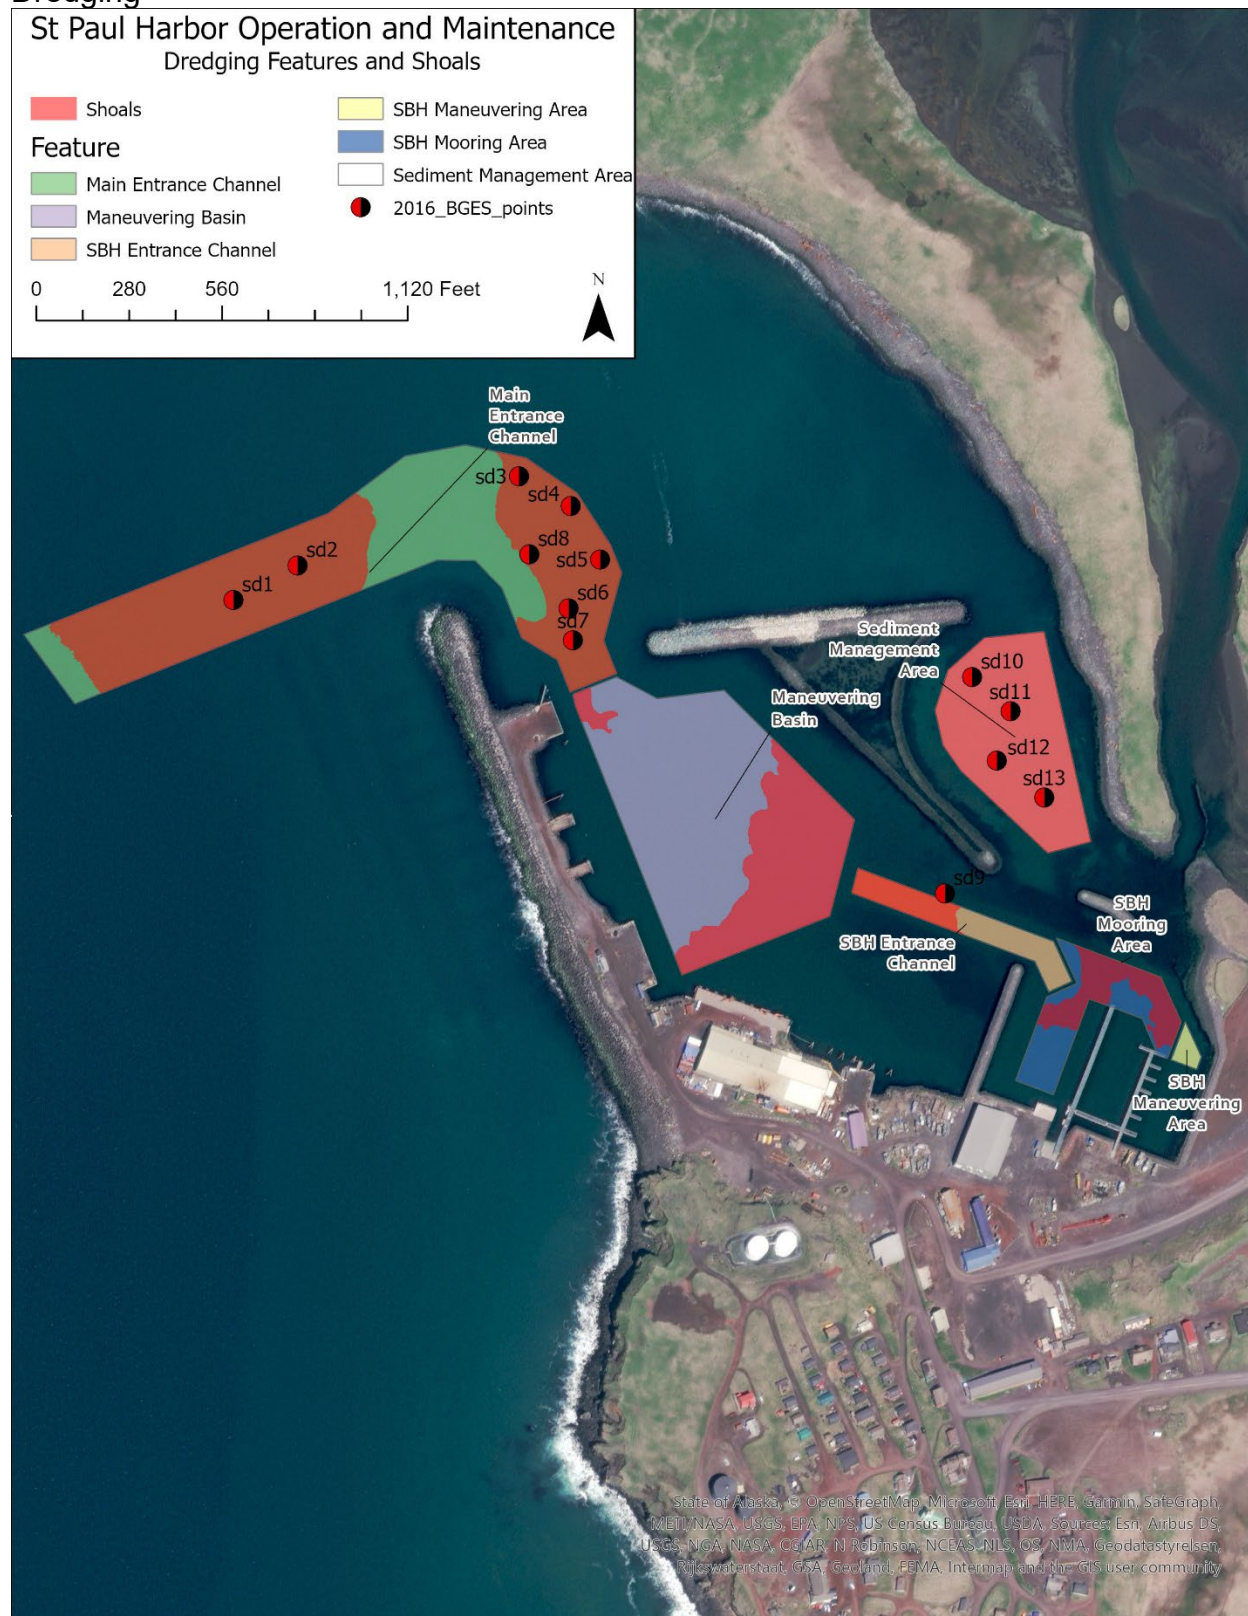 Dredging
St Paul Harbor Operation and Maintenance
Dredging Features and Shoals
Shoals
Feature
Main Entrance Channel
Maneuvering Basin
SBH Entrance Channel
SBH Maneuvering Area
SBH Mooring Area
Sediment Management Area
2016_BGES_points
0 280 560 1,120 Feet
N
Main
Entrance
Channel
sd3
sd4
sd8
sd5
sd2
sd1
sd6
sd7
Sediment
Management
Area
sd10
sd11
sd12
sd13
Maneuvering
Basin
sd9
SBH
Mooring
Area
SBH Entrance
Channel
SBH
Maneuvering
Area
State of Alaska, © OpenStreetMap, Microsoft, Esri, HERE, Garmin, SafeGraph,
METI/NASA, USGS, EPA, NPS, US Census Bureau, USDA, Sources: Esri, Airbus DS,
USGS, NGA, NASA, CGIAR, N Robinson, NCEAS, NLS, OS, NMA, Geodatastyrelsen,
Rijkswaterstaat, GSA, Geoland, FEMA, Intermap and the GIS user community